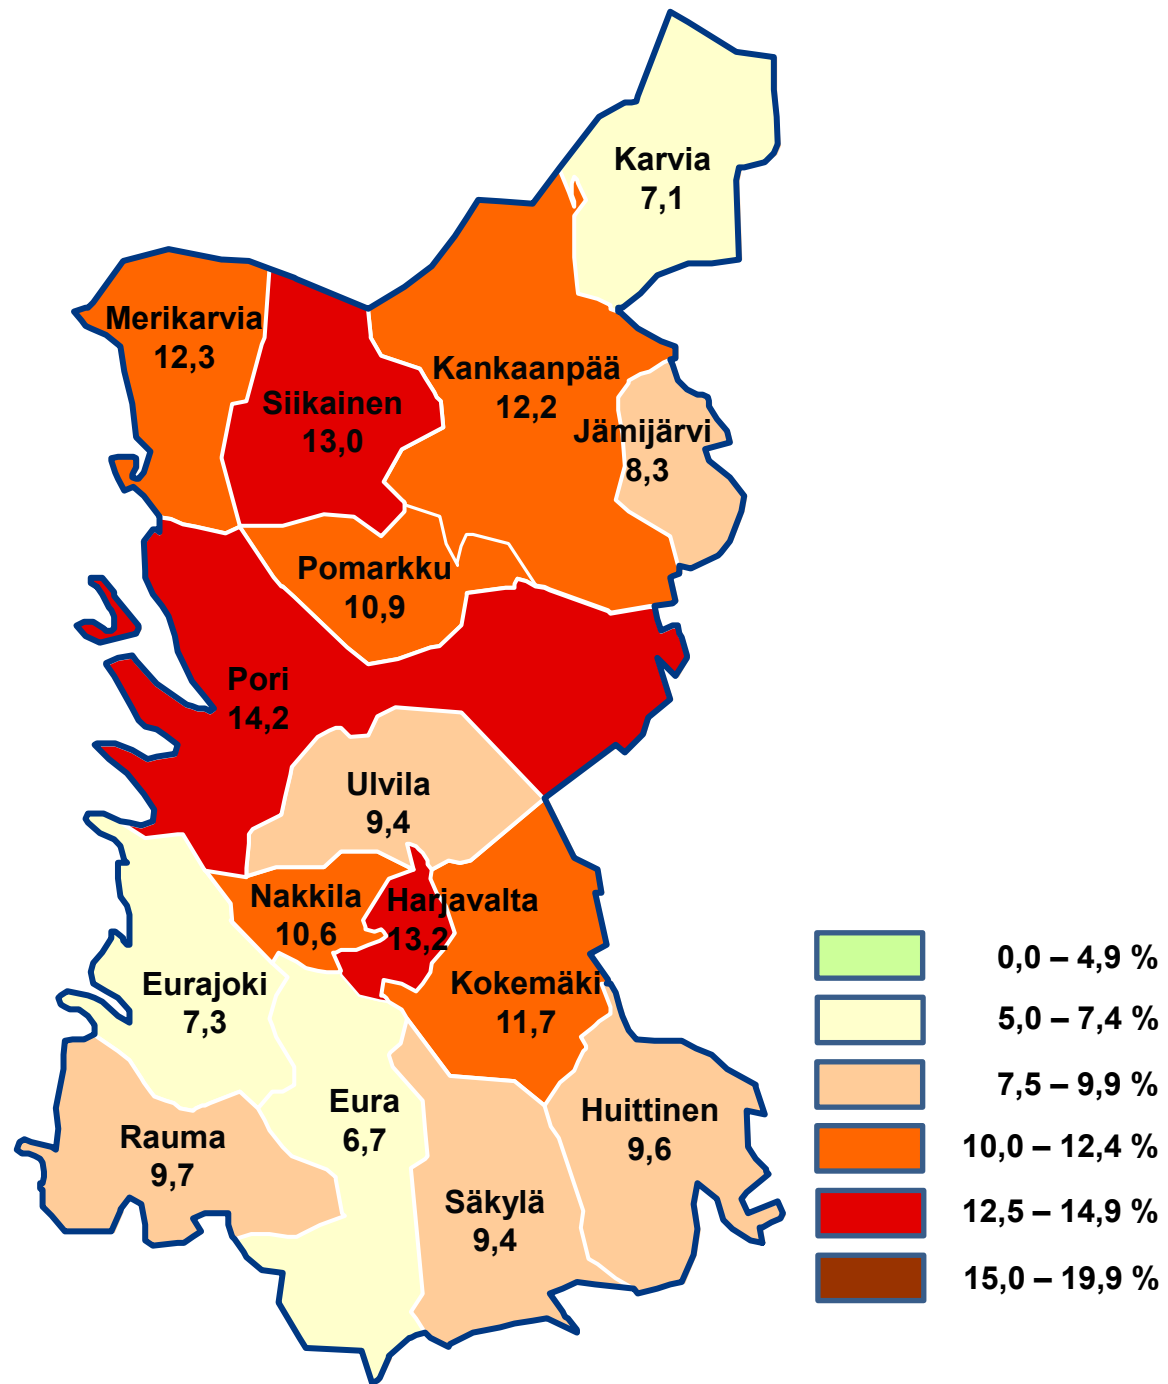 Karvia
7,1
Merikarvia
12,3
Kankaanpää
12,2
Siikainen
13,0
Jämijärvi
8,3
Pomarkku
10,9
Pori
14,2
Ulvila
9,4
Nakkila
10,6
Harjavalta
13,2
Eurajoki
7,3
Kokemäki
11,7
Eura
6,7
Huittinen
9,6
Rauma
9,7
Säkylä
9,4
0,0 – 4,9 %
5,0 – 7,4 %
7,5 – 9,9 %
10,0 – 12,4 %
12,5 – 14,9 %
15,0 – 19,9 %